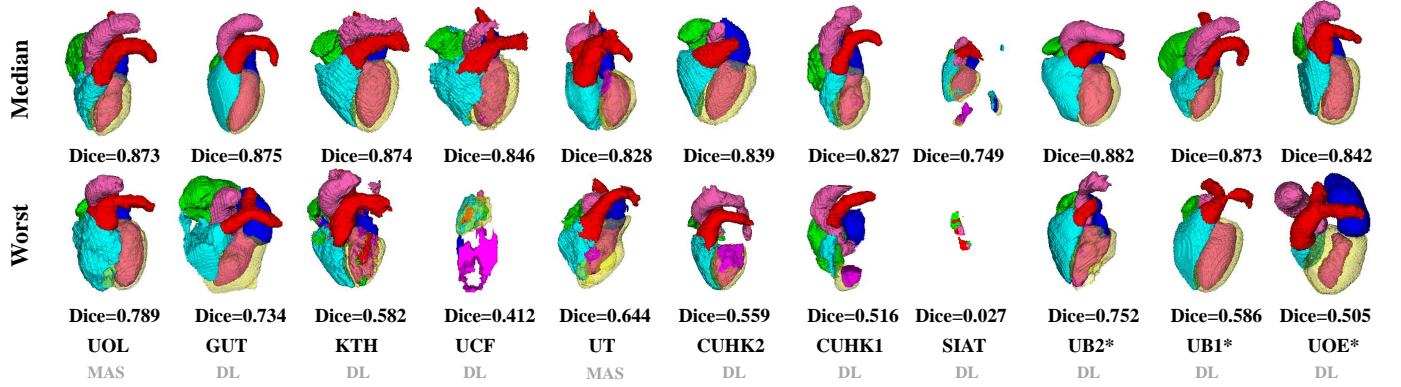 Median
Dice=0.873 Dice=0.875 Dice=0.874 Dice=0.846 Dice=0.828 Dice=0.839 Dice=0.827 Dice=0.749 Dice=0.882 Dice=0.873 Dice=0.842
Worst
Dice=0.789 Dice=0.734 Dice=0.582 Dice=0.412 Dice=0.644 Dice=0.559 Dice=0.516 Dice=0.027 Dice=0.752 Dice=0.586 Dice=0.505
UOL GUT KTH UCF UT CUHK2 CUHK1 SIAT UB2* UB1* UOE*
MAS DL DL DL MAS DL DL DL DL DL DL